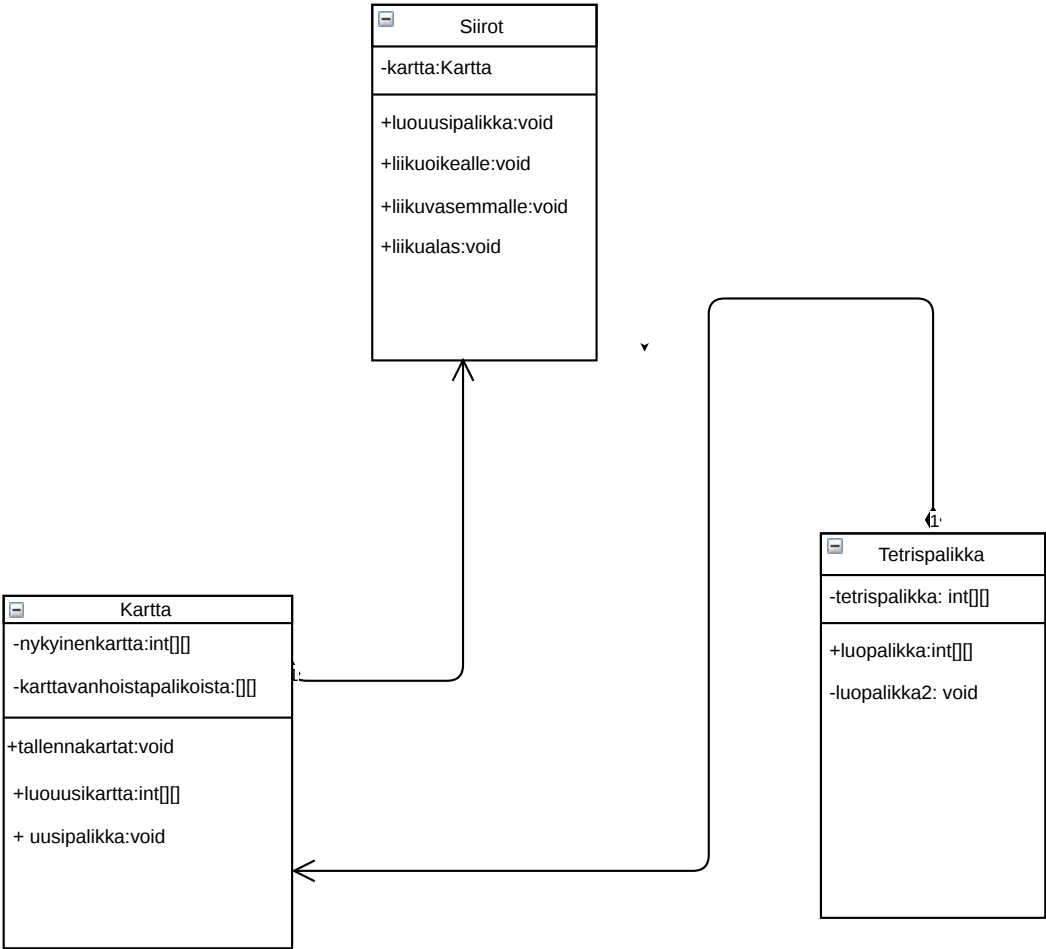 Siirot
-kartta:Kartta
+luouusipalikka:void
+liikuoikealle:void
+liikuvasemmalle:void
+liikualas:void
1
Tetrispalikka
-tetrispalikka: int[][]
+luopalikka:int[][]
-luopalikka2: void
Kartta
-nykyinenkartta:int[][]
-karttavanhoistapalikoista:[][]
1
+tallennakartat:void
+luouusikartta:int[][]
+ uusipalikka:void